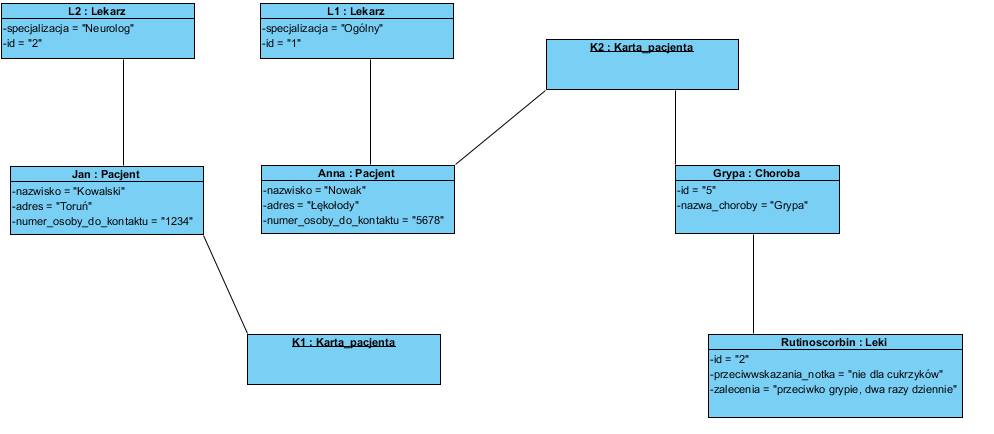 L2 : Lekarz
-specjalizacja = "Neurolog"
-id = "2"
L1 : Lekarz
-specjalizacja = "Ogólny"
-id = "1"
K2 : Karta_pacjenta
Jan : Pacjent
-nazwisko = "Kowalski"
-adres = "Toruń"
-numer_osoby_do_kontaktu = "1234"
Anna : Pacjent
-nazwisko = "Nowak"
-adres = "Łękołody"
-numer_osoby_do_kontaktu = "5678"
Grypa : Choroba
-id = "5"
-nazwa_choroby = "Grypa"
K1 : Karta_pacjenta
Rutinoscorbin : Leki
-id = "2"
-przeciwwskazania_notka = "nie dla cukrzyków"
-zalecenia = "przeciwko grypie, dwa razy dziennie"